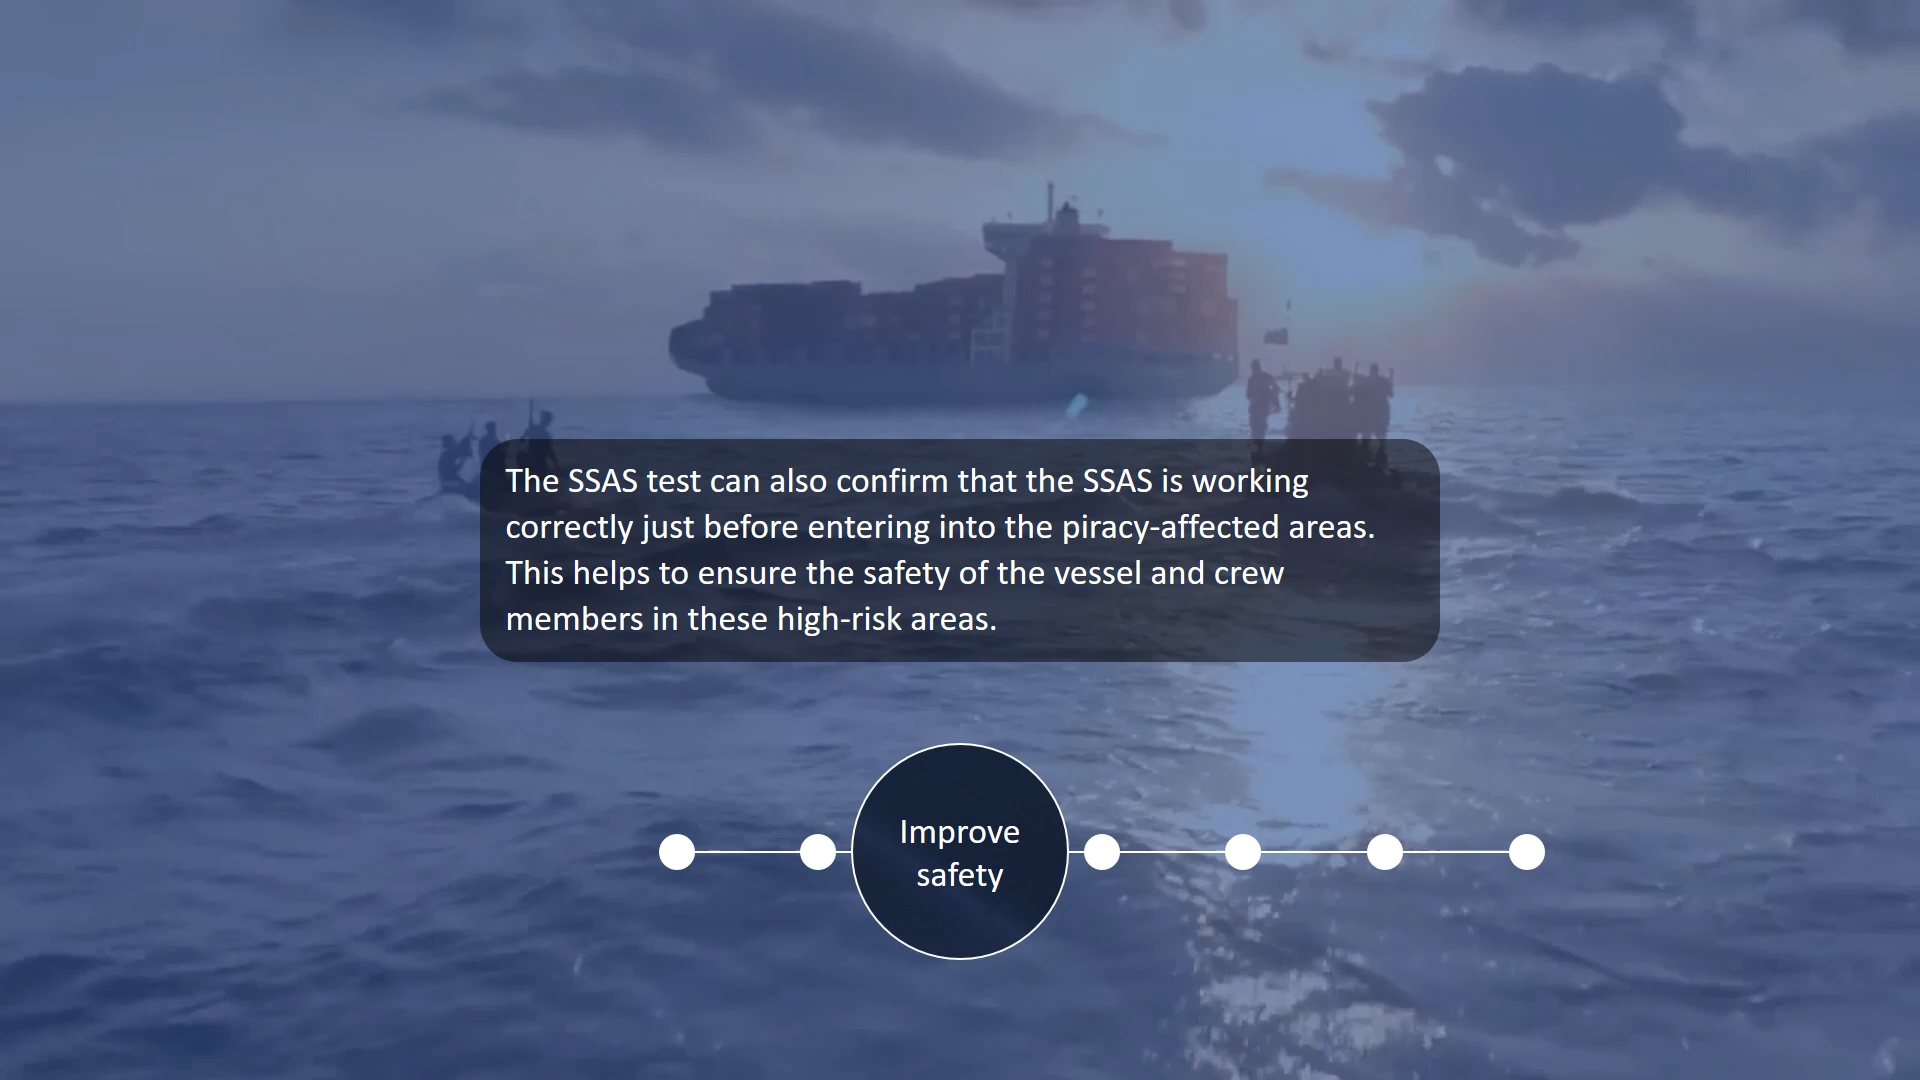 The SSAS test can also confirm that the SSAS is working
correctly just before entering into the piracy-affected areas.
This helps to ensure the safety of the vessel and crew
members in these high-risk areas.
Improve
safety